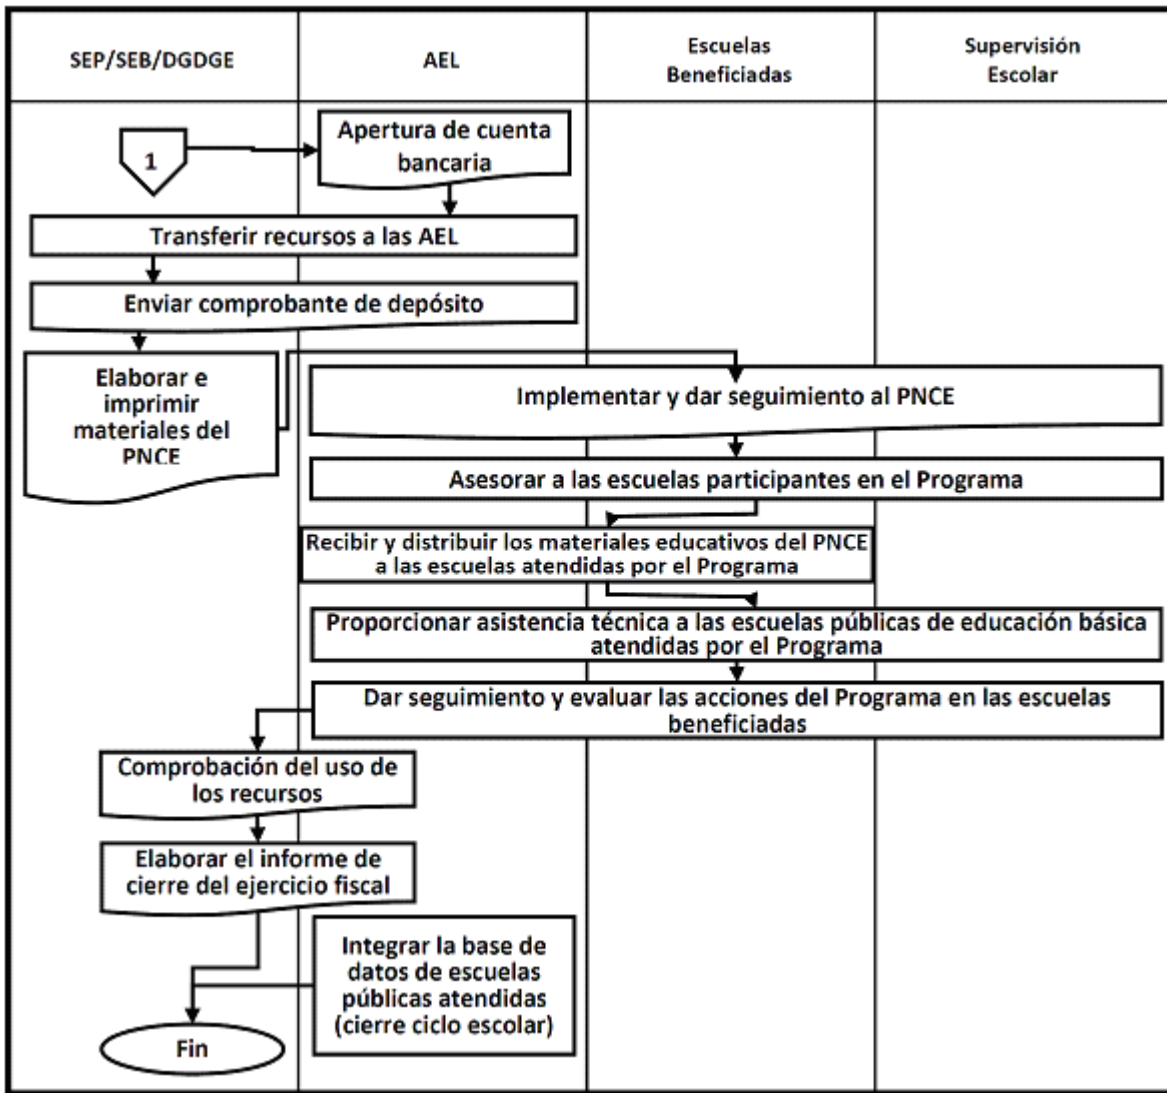 SEP/SEB/DGDGE
AEL
Escuelas
Beneficiadas
Supervisión
Escolar
1
Apertura de cuenta
bancaria
Transferir recursos a las AEL
Enviar comprobante de depósito
Elaborar e
imprimir
materiales del
PNCE
Implementar y dar seguimiento al PNCE
Asesorar a las escuelas participantes en el Programa
Recibir y distribuir los materiales educativos del PNCE
a las escuelas atendidas por el Programa
Proporcionar asistencia técnica a las escuelas públicas de educación básica
atendidas por el Programa
Dar seguimiento y evaluar las acciones del Programa en las escuelas
beneficiadas
Comprobación del uso de
los recursos
Elaborar el informe de
cierre del ejercicio fiscal
Integrar la base de
datos de escuelas
públicas atendidas
(cierre ciclo escolar)
Fin